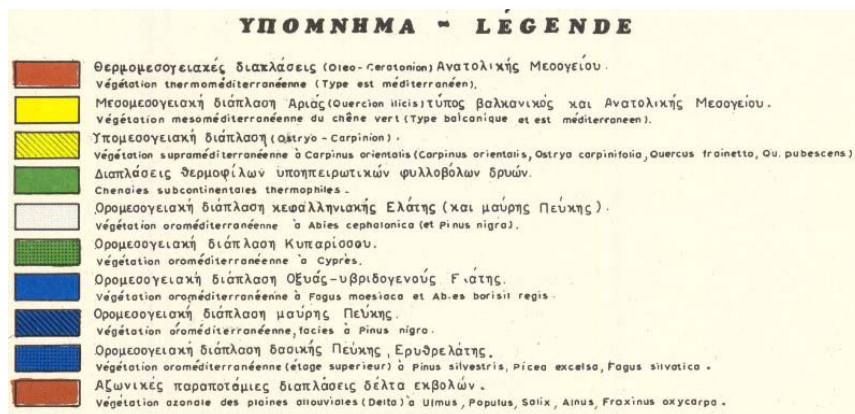 ΥΠΟΜΝΗΜΑ - LÉGENDE
Θερμομεσογειακές διαπλάσεις (Oleo-Ceratonion) Ανατολικής Μεσογείου.
Végétation thermoméditerranéenne (Type est méditerranéen).
Μεσομεσογειακή διάπλαση Αριάς (Quercion ilicis) τύπος βαλκανικός και Ανατολικής Μεσογείου.
Végétation mesoméditerranéenne du chêne vert (Type balcanique et est méditerraneen).
Υπομεσογειακή διάπλαση (Ostryo - Carpinion).
Végétation supraméditerranéenne à Carpinus orientalis (Carpinus orientalis, Ostrya carpinifolia, Quercus frainetto, Qu. pubescens)
Διαπλάσεις θερμοφίλων υποηπειρωτικών φυλλοβόλων δρυών.
Chenaies subcontinentales thermophiles.
Ορομεσογειακή διάπλαση κεφαλληνιακής Ελάτης (και μαύρης Πεύκης).
Végétation oroméditerranéenne à Abies cephalonica (et Pinus nigra).
Ορομεσογειακή διάπλαση Κυπαρίσσου.
Végétation oroméditerranéenne à Cyprès.
Ορομεσογειακή διάπλαση Οξυάς-υβριδογενούς Ελάτης.
Végétation oroméditerranéenne à Fagus moesiaca et Abies borisii regis.
Ορομεσογειακή διάπλαση μαύρης Πεύκης.
Végétation oroméditerranéenne, facies à Pinus nigra.
Ορομεσογειακή διάπλαση δασικής Πεύκης, Ερυθρελάτης.
Végétation oroméditerranéenne (étage superieur) à Pinus silvestris, Picea excelsa, Fagus silvatica.
Αζωνικές παραποτάμιες διαπλάσεις δέλτα εκβολών.
Végétation azonale des plaines allouviales (Delta) à Ulmus, Populus, Salix, Alnus, Fraxinus oxycarpa.